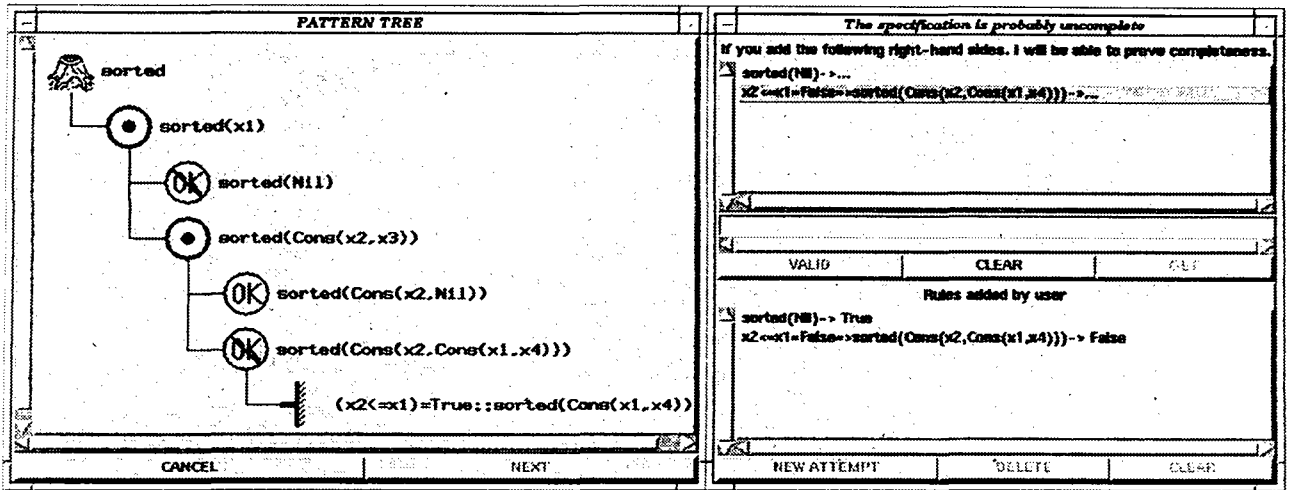 PATTERN TREE
sorted
sorted(x1)
OK sorted(Nil)
sorted(Cons(x2,x3))
OK sorted(Cons(x2,Nil))
OK sorted(Cons(x2,Cons(x1,x4)))
(x2<=x1)=True::sorted(Cons(x1,x4))
CANCEL
NEXT
The specification is probably uncomplete
If you add the following right-hand sides. I will be able to prove completeness.
sorted(Nil)->...
x2<=x1=False=>sorted(Cons(x2,Cons(x1,x4)))->...
VALID
CLEAR
GET
Rules added by user
sorted(Nil)-> True
x2<=x1=False=>sorted(Cons(x2,Cons(x1,x4)))-> False
NEW ATTEMPT
DELETE
CLEAR